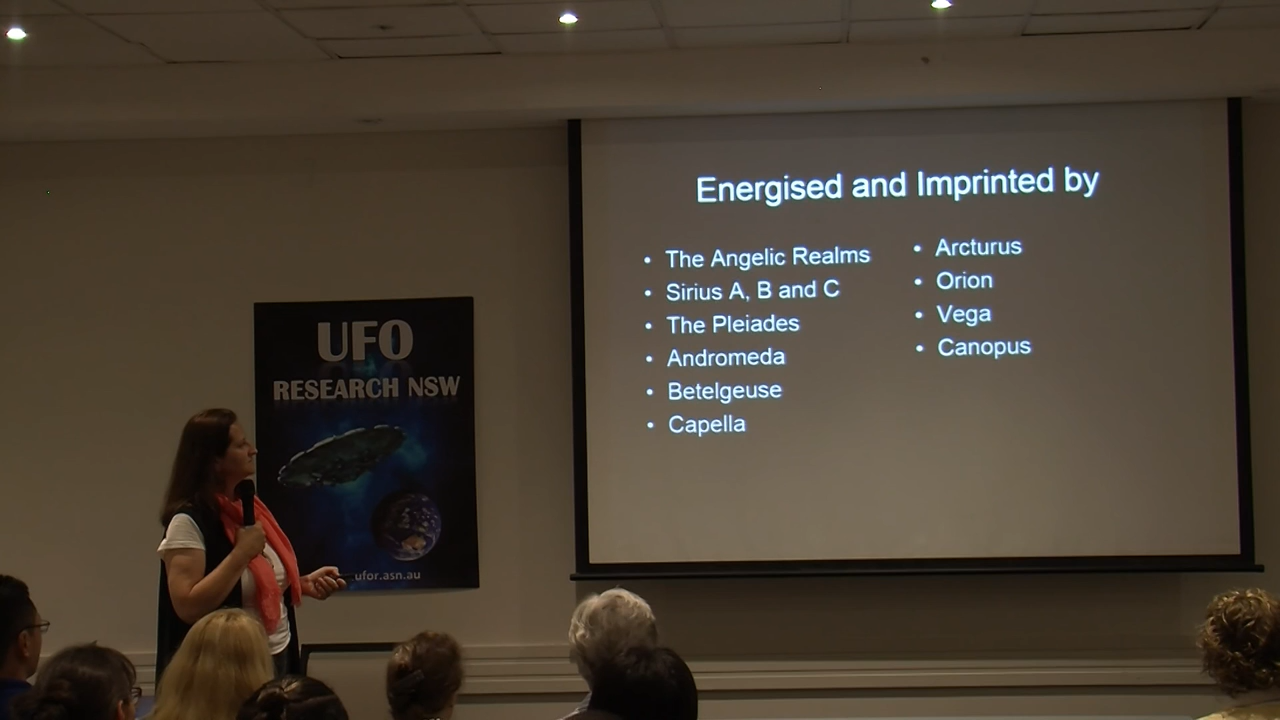 Energised and Imprinted by
• The Angelic Realms
• Sirius A, B and C
• The Pleiades
• Andromeda
• Betelgeuse
• Capella
• Arcturus
• Orion
• Vega
• Canopus
UFO
RESEARCH NSW
.ufor.asn.au